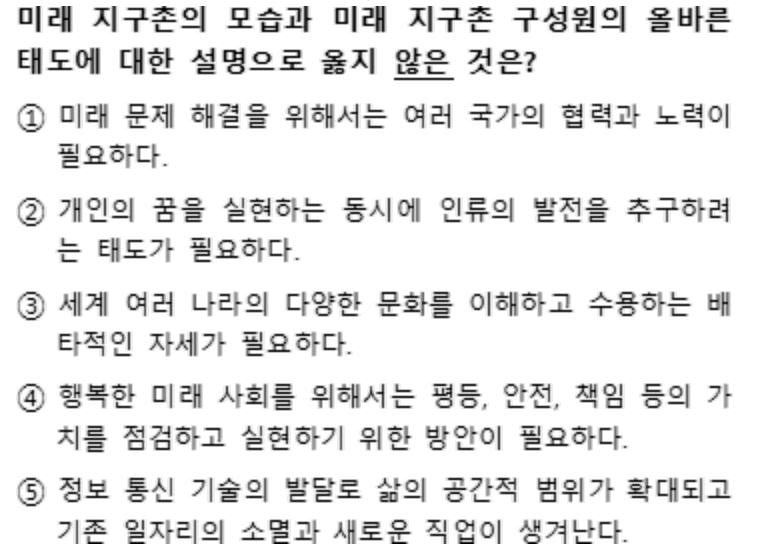 미래 지구촌의 모습과 미래 지구촌 구성원의 올바른
태도에 대한 설명으로 옳지 않은 것은?
① 미래 문제 해결을 위해서는 여러 국가의 협력과 노력이
필요하다.
② 개인의 꿈을 실현하는 동시에 인류의 발전을 추구하려
는 태도가 필요하다.
③ 세계 여러 나라의 다양한 문화를 이해하고 수용하는 배
타적인 자세가 필요하다.
④ 행복한 미래 사회를 위해서는 평등, 안전, 책임 등의 가
치를 점검하고 실현하기 위한 방안이 필요하다.
⑤ 정보 통신 기술의 발달로 삶의 공간적 범위가 확대되고
기존 일자리의 소멸과 새로운 직업이 생겨난다.